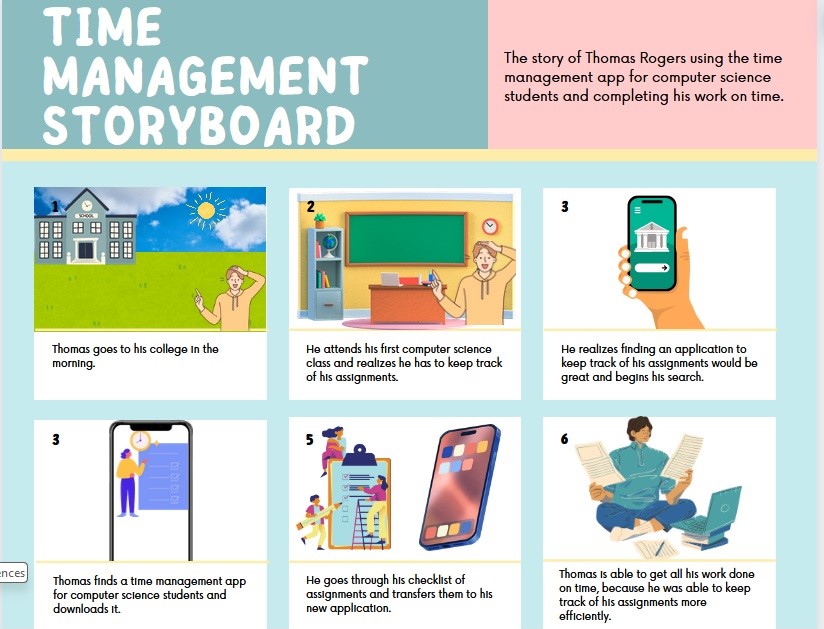 TIME
MANAGEMENT
STORYBOARD
The story of Thomas Rogers using the time
management app for computer science
students and completing his work on time.
1
SCHOOL
Thomas goes to his college in the
morning.
2
He attends his first computer science
class and realizes he has to keep track
of his assignments.
3
He realizes finding an application to
keep track of his assignments would be
great and begins his search.
3
Thomas finds a time management app
for computer science students and
downloads it.
5
He goes through his checklist of
assignments and transfers them to his
new application.
6
Thomas is able to get all his work done
on time, because he was able to keep
track of his assignments more
efficiently.
ences